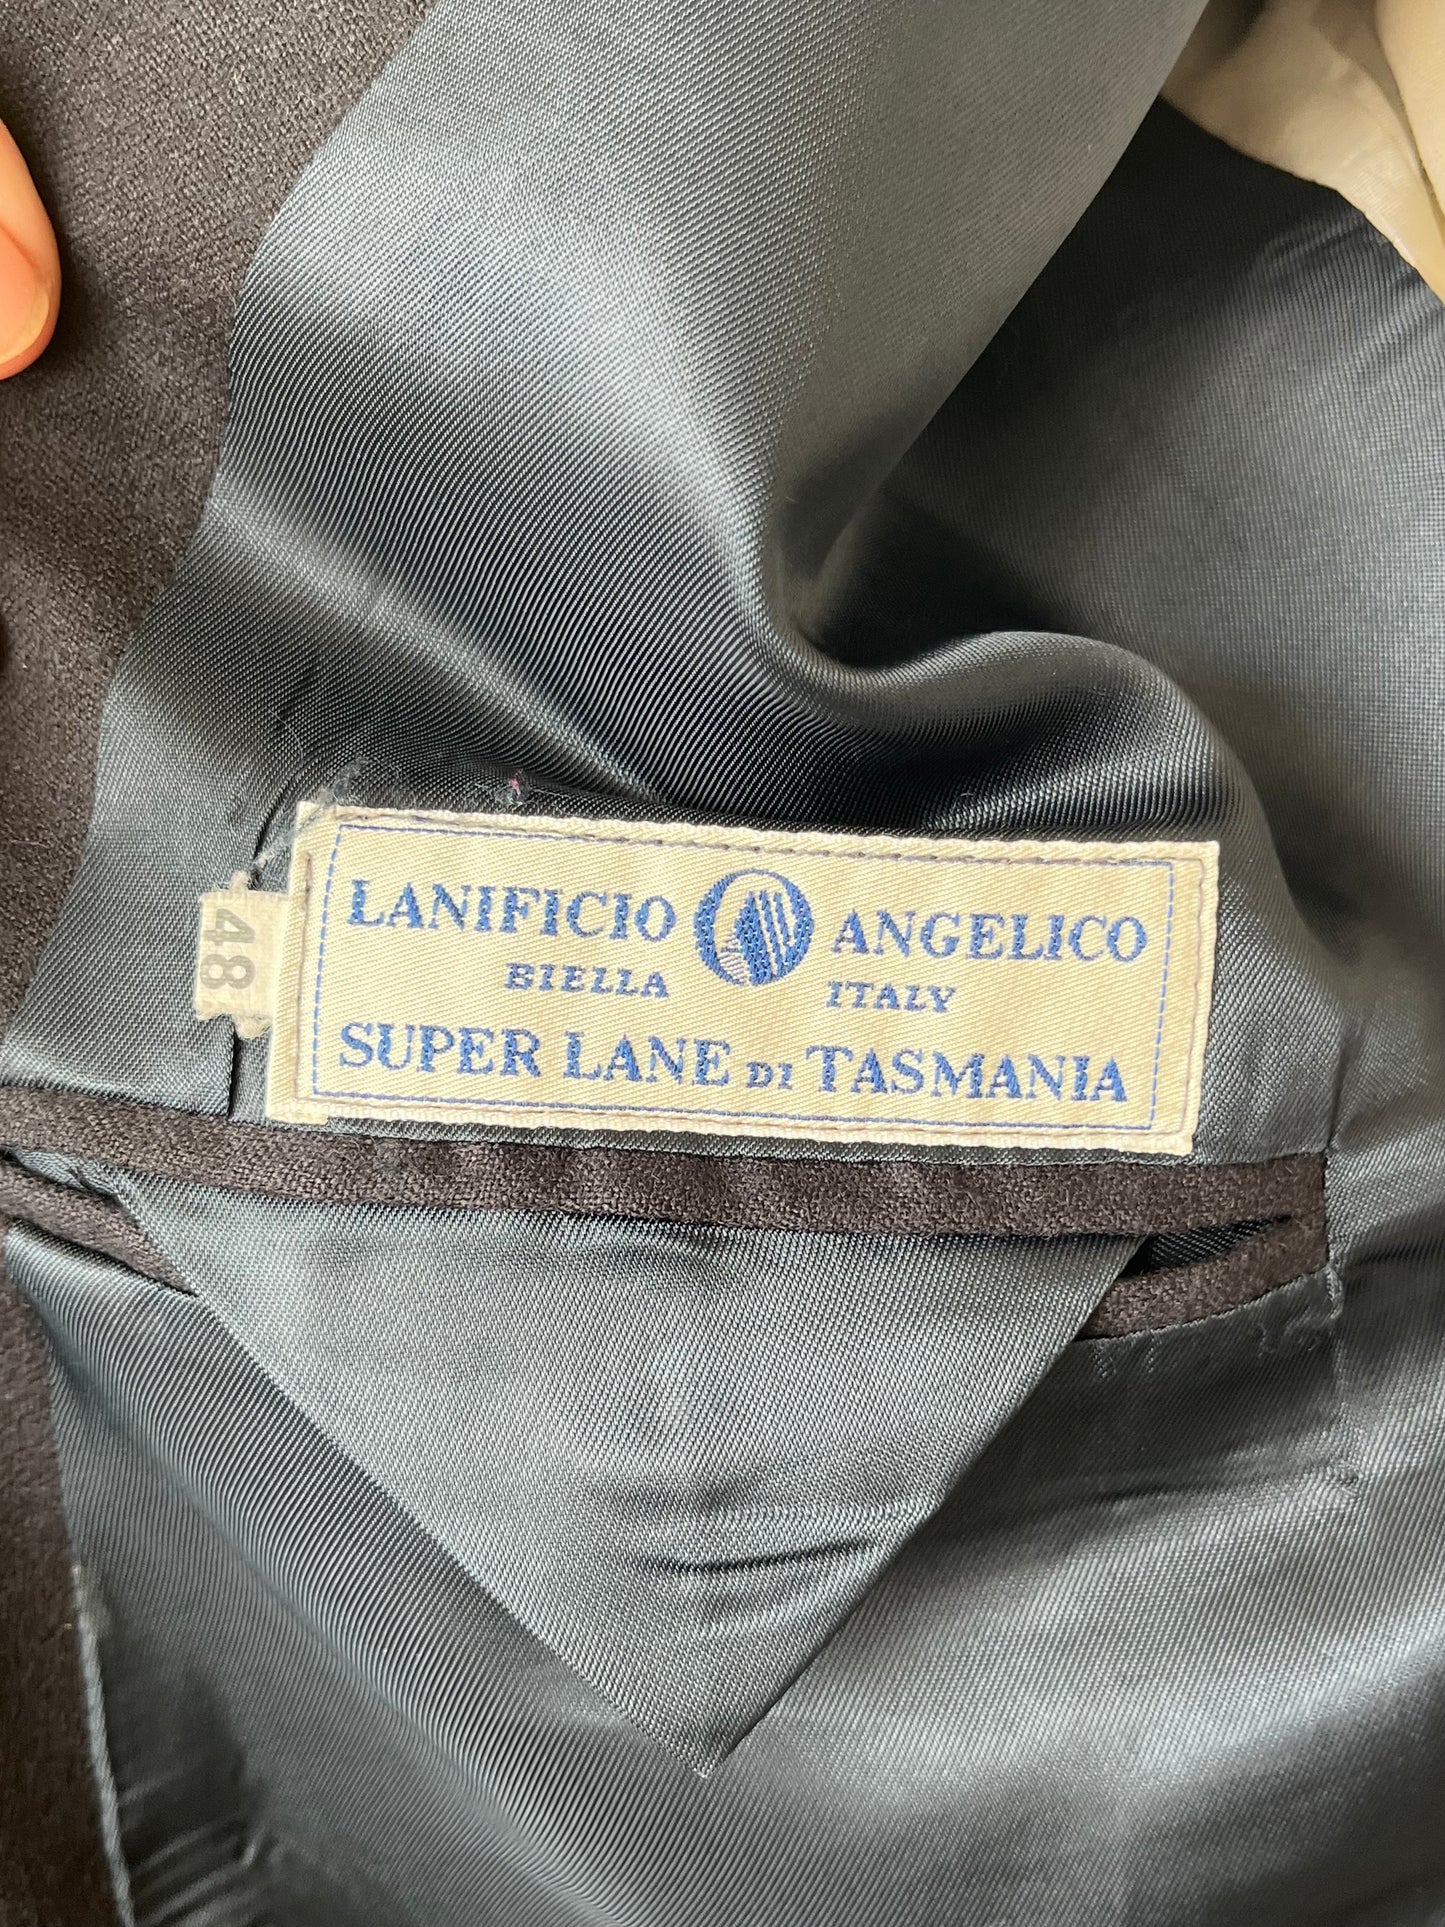 LANIFICIO ANGELICO
BIELLA ITALY
SUPER LANE DI TASMANIA
48